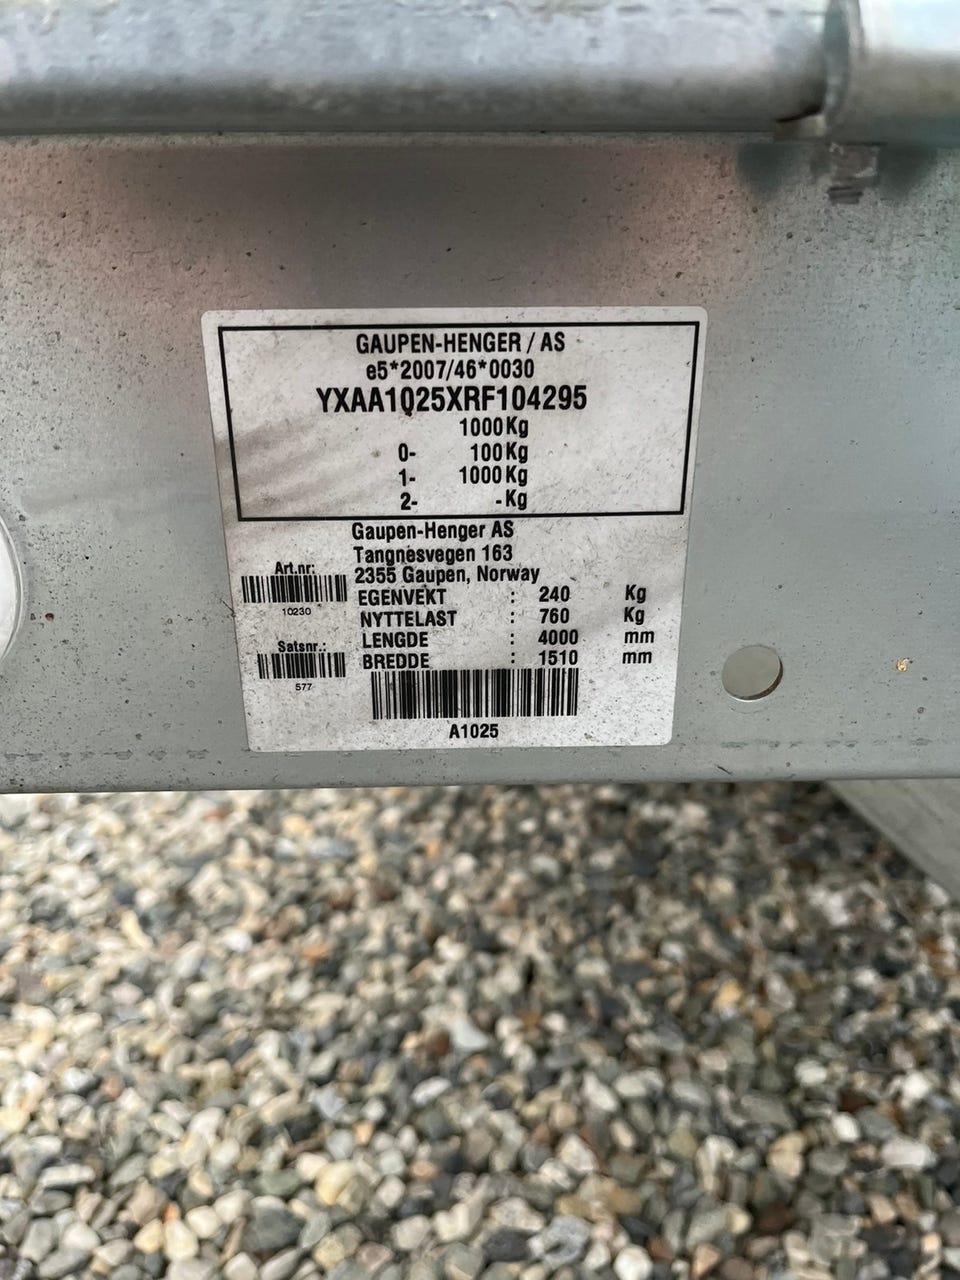 GAUPEN-HENGER / AS
e5*2007/46*0030
YXAA1025XRF104295
1000Kg
0- 100Kg
1- 1000Kg
2- -Kg
Gaupen-Henger AS
Tangnesvegen 163
2355 Gaupen, Norway
Art.nr:
10230
Satsnr.:
577
EGENVEKT : 240 Kg
NYTTELAST : 760 Kg
LENGDE : 4000 mm
BREDDE : 1510 mm
A1025